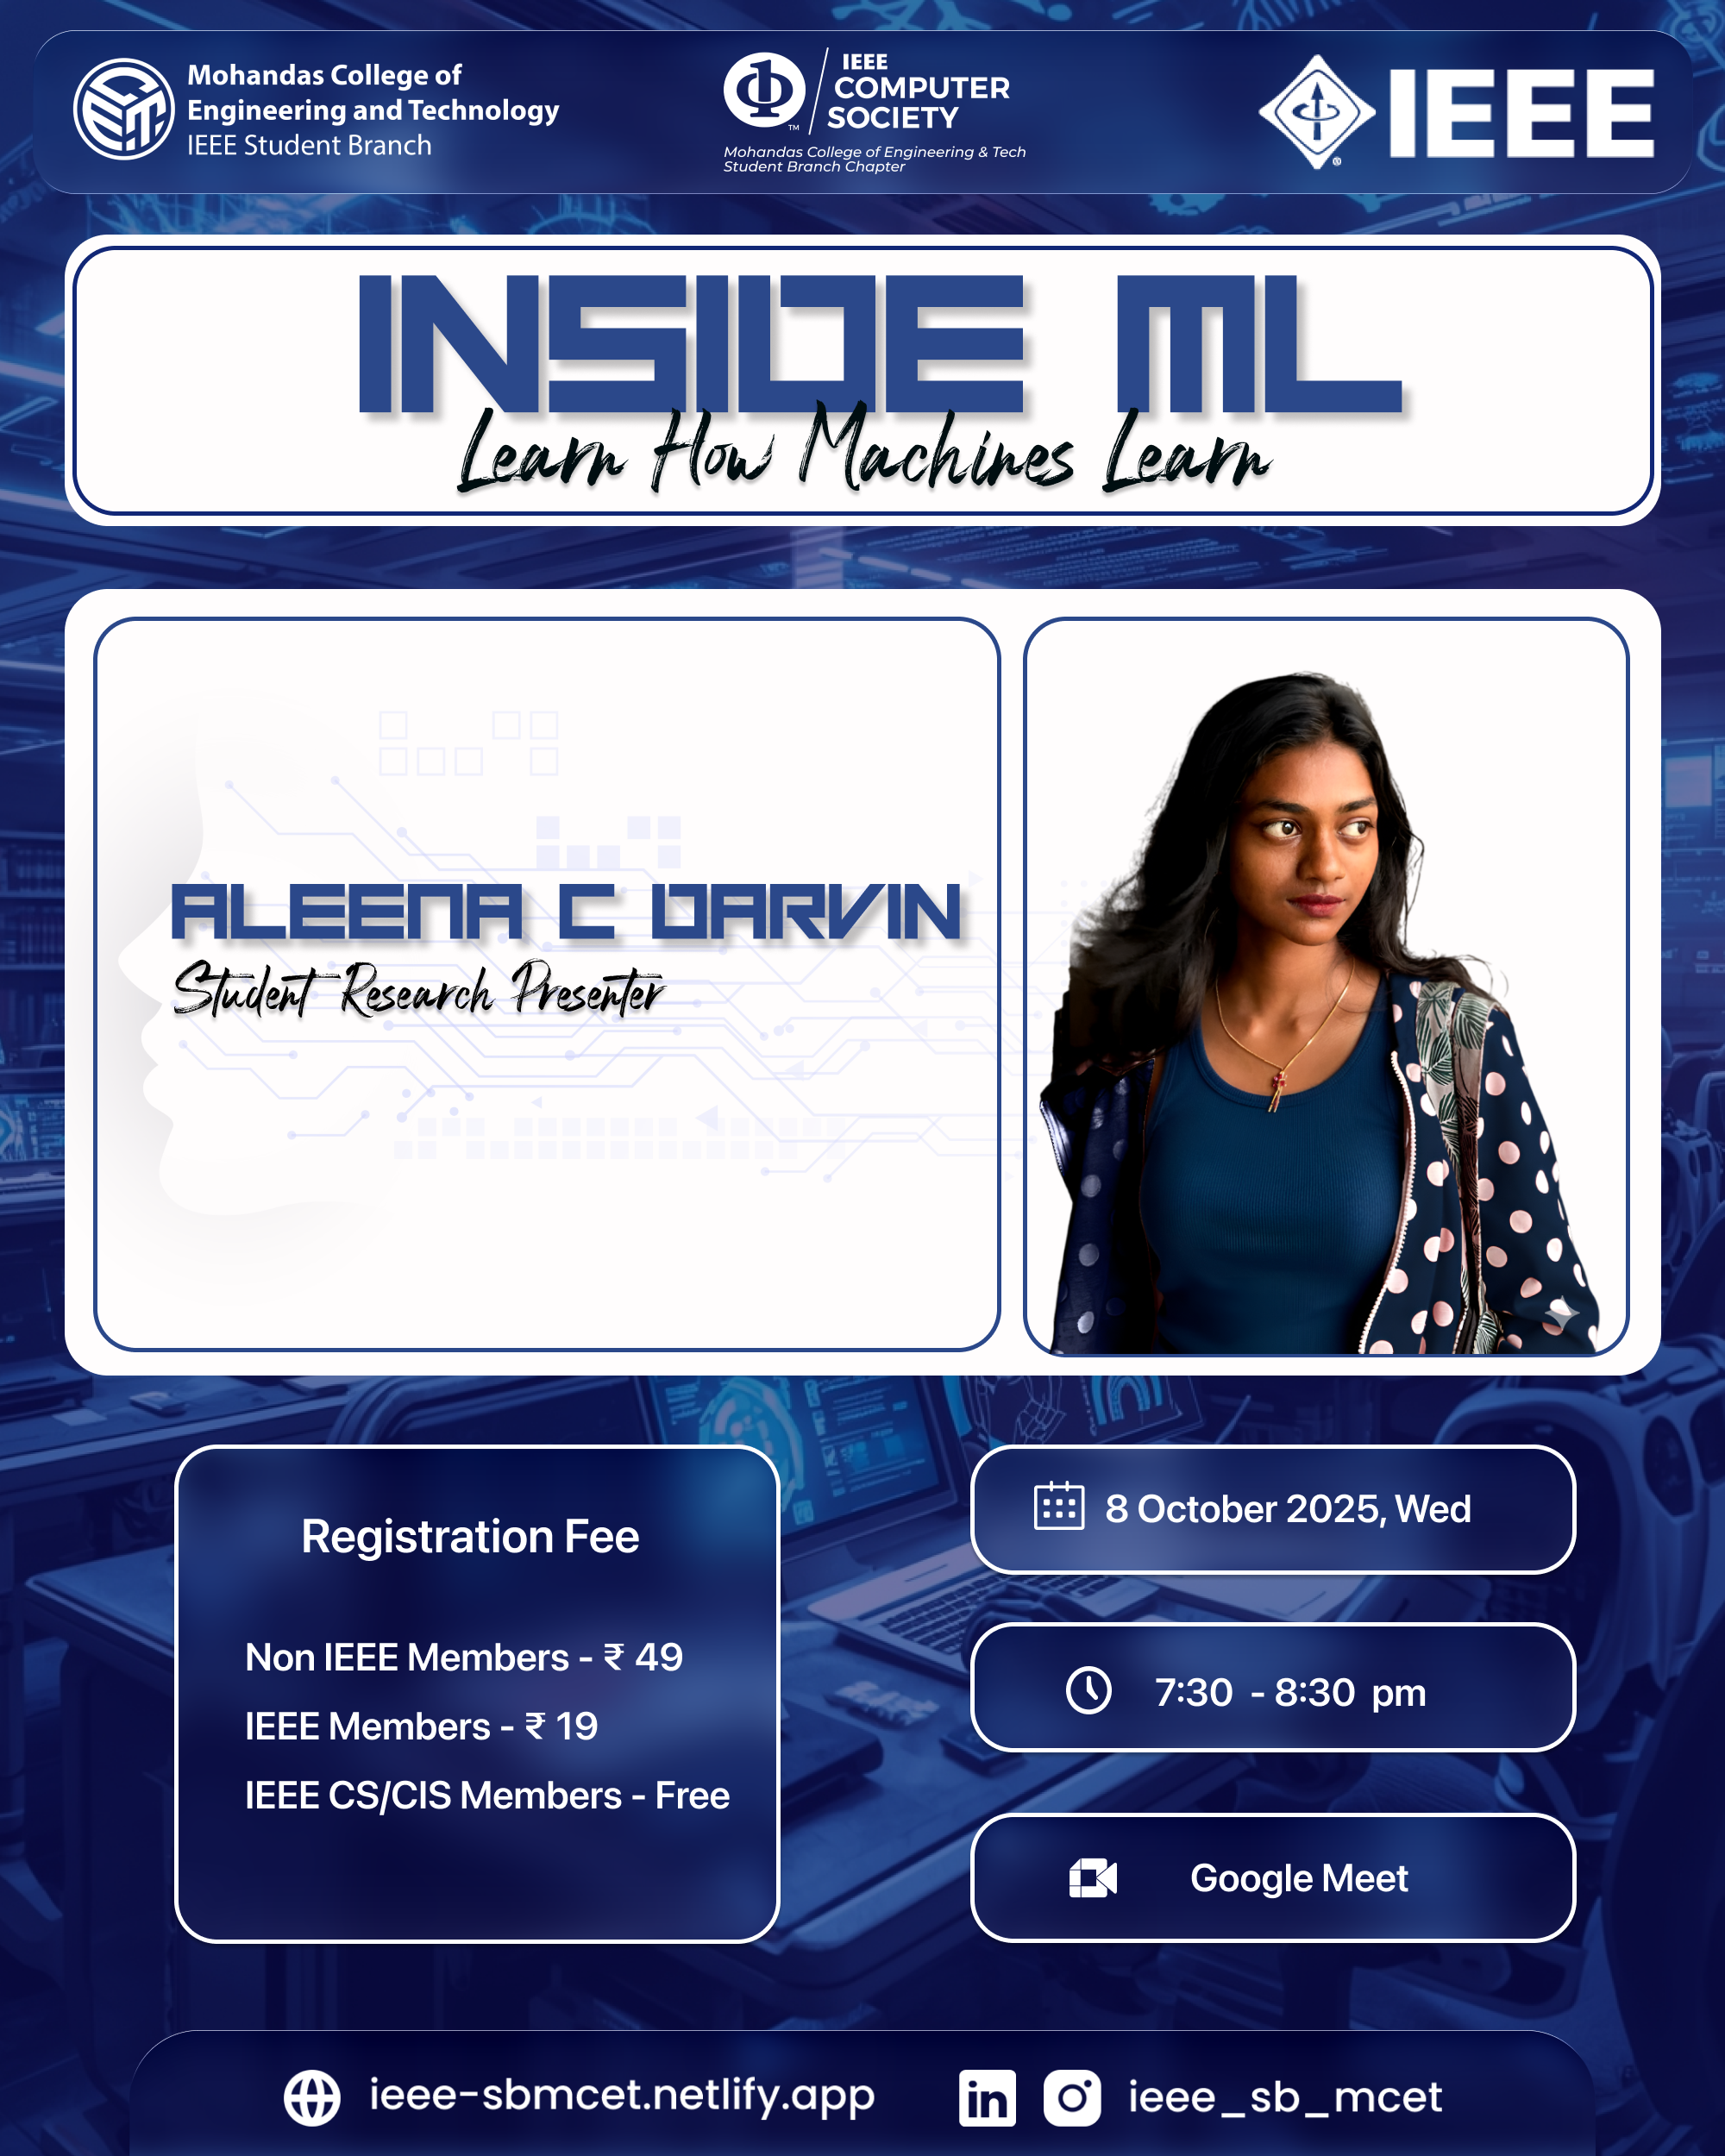 Mohandas College of
Engineering and Technology
IEEE Student Branch
IEEE
COMPUTER
SOCIETY
TM
Mohandas College of Engineering & Tech
Student Branch Chapter
IEEE
®
INSIDE ML
Learn How Machines Learn
ALEENA C DARVIN
Student Research Presenter
Registration Fee
Non IEEE Members - ₹ 49
IEEE Members - ₹ 19
IEEE CS/CIS Members - Free
8 October 2025, Wed
7:30 - 8:30 pm
Google Meet
ieee-sbmcet.netlify.app
in
ieee_sb_mcet